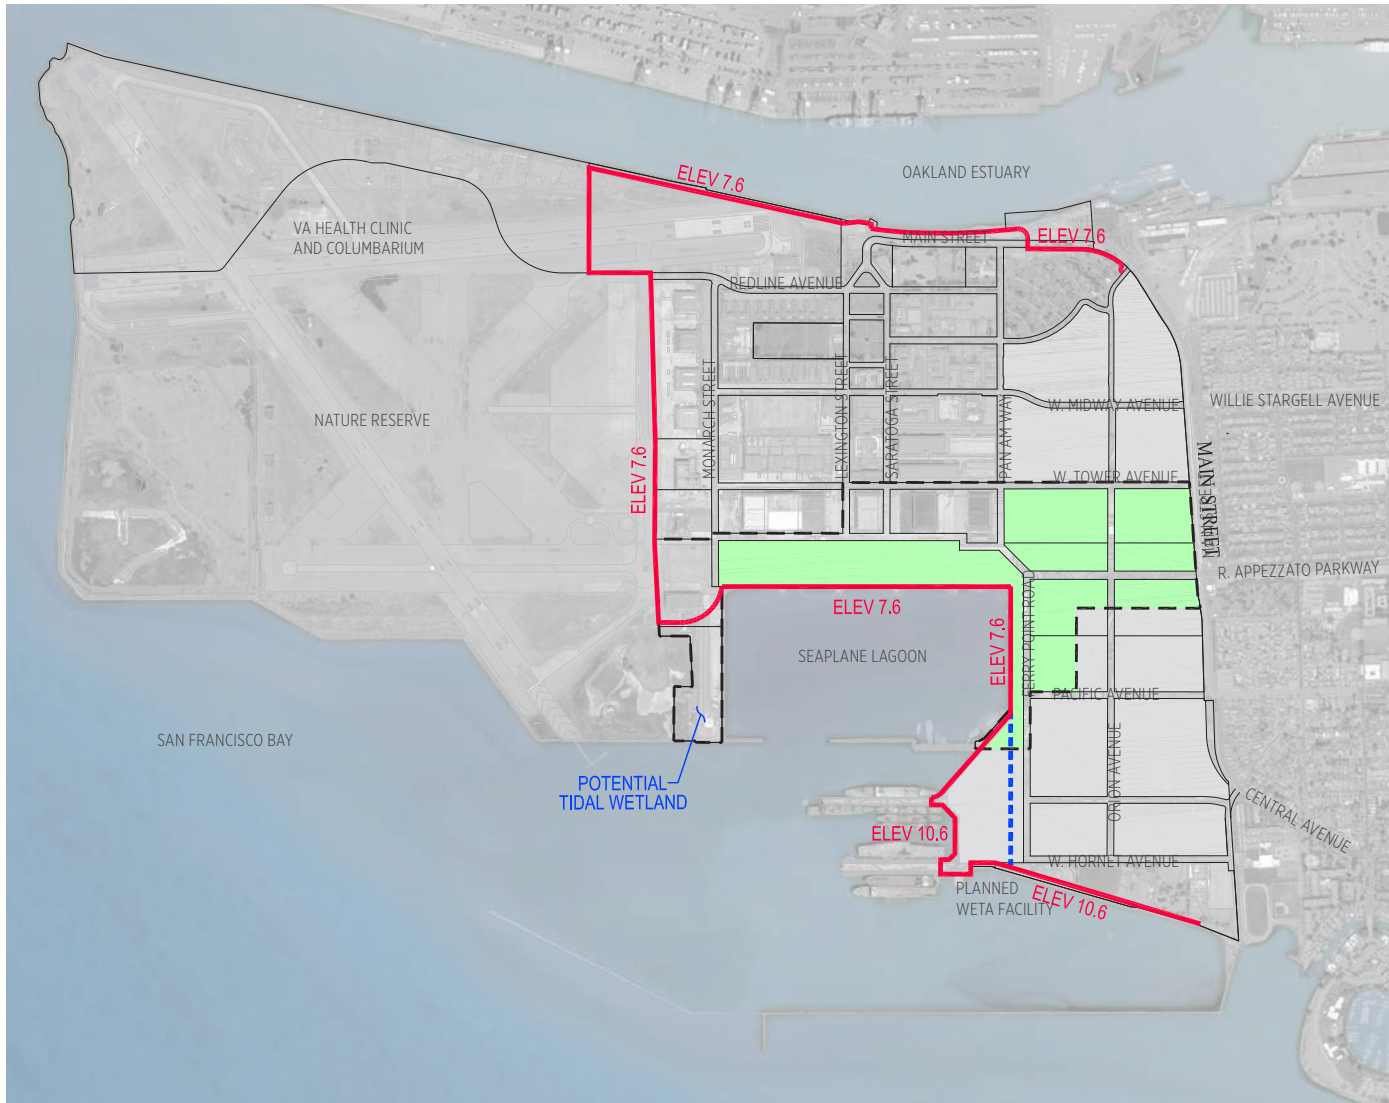 OAKLAND ESTUARY
ELEV 7.6
VA HEALTH CLINIC
AND COLUMBARIUM
MAIN STREET
ELEV 7.6
REDLINE AVENUE
NATURE RESERVE
MONARCH STREET
LEXINGTON STREET
SARATOGA STREET
PAN AM WAY
W. MIDWAY AVENUE
WILLIE STARGELL AVENUE
ELEV 7.6
W. TOWER AVENUE
MAIN STREET
R. APPEZZATO PARKWAY
ELEV 7.6
ELEV 7.6
FERRY POINT ROAD
SEAPLANE LAGOON
PACIFIC AVENUE
SAN FRANCISCO BAY
POTENTIAL
TIDAL WETLAND
ORION AVENUE
CENTRAL AVENUE
ELEV 10.6
W. HORNET AVENUE
PLANNED
WETA FACILITY
ELEV 10.6